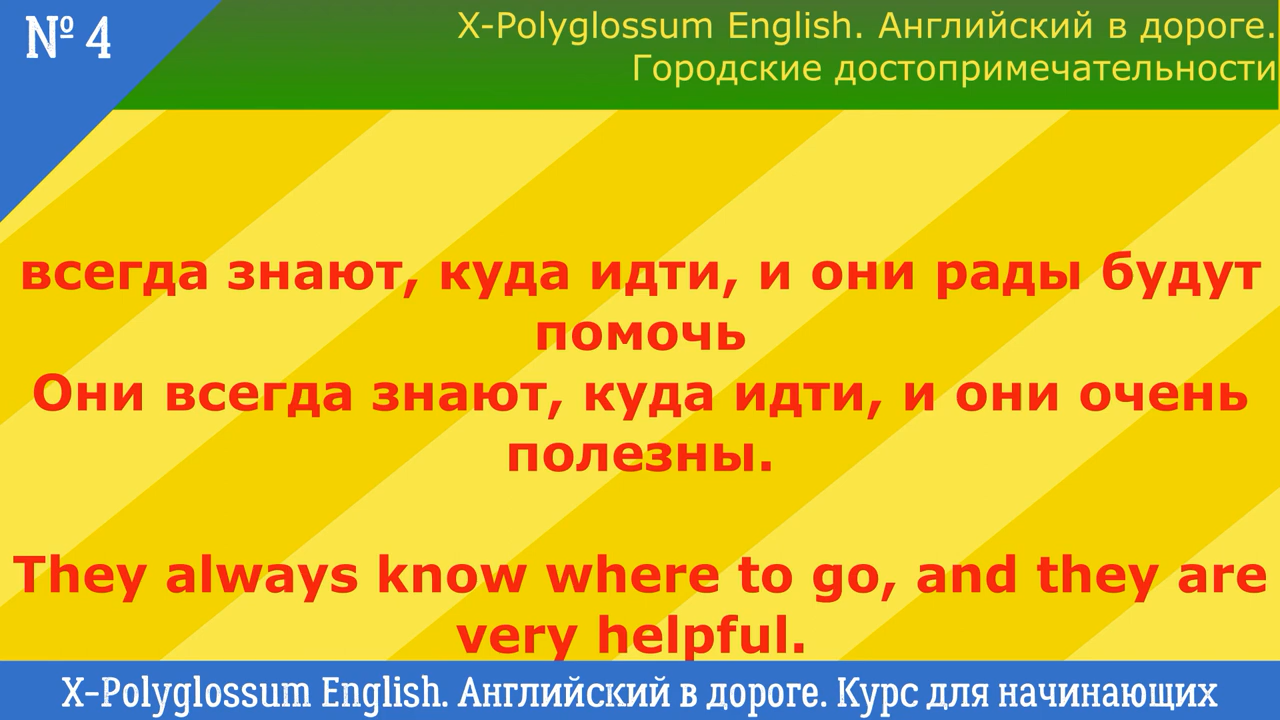 № 4
X-Polyglossum English. Английский в дороге.
Городские достопримечательности
всегда знают, куда идти, и они рады будут
помочь
Они всегда знают, куда идти, и они очень
полезны.
They always know where to go, and they are
very helpful.
X-Polyglossum English. Английский в дороге. Курс для начинающих